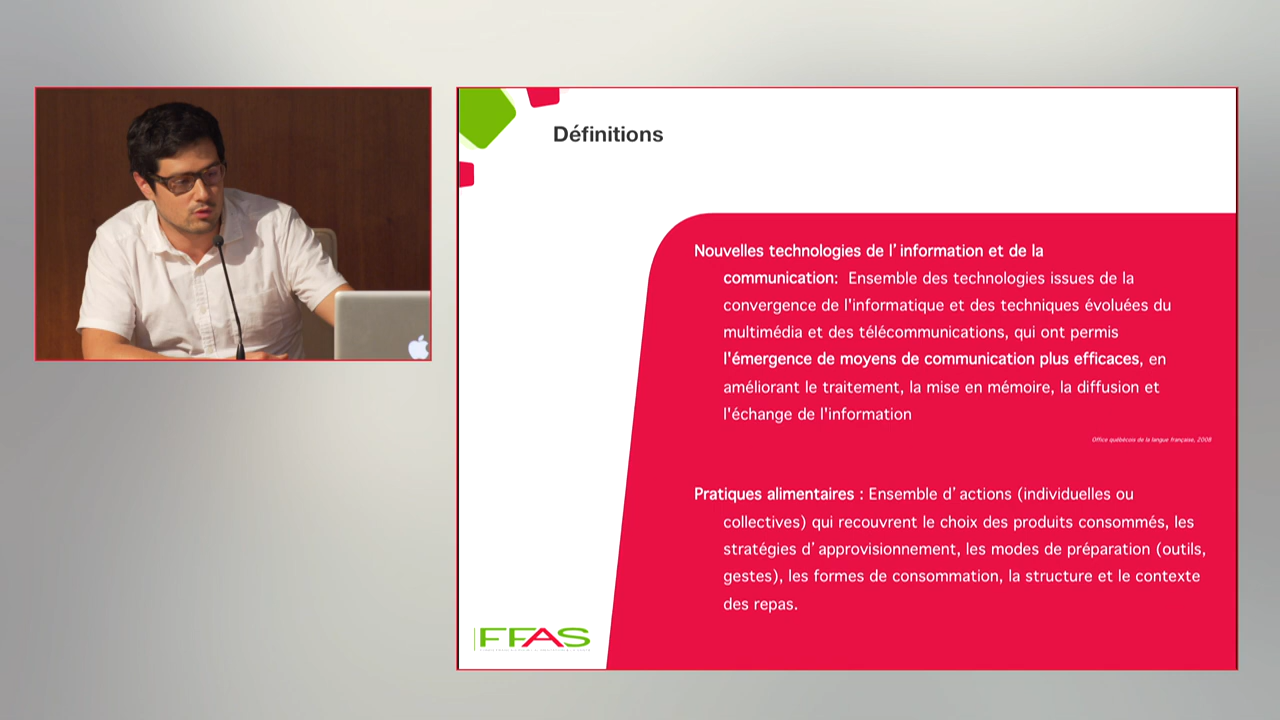 Définitions
Nouvelles technologies de l'information et de la
communication: Ensemble des technologies issues de la
convergence de l'informatique et des techniques évoluées du
multimédia et des télécommunications, qui ont permis
l'émergence de moyens de communication plus efficaces, en
améliorant le traitement, la mise en mémoire, la diffusion et
l'échange de l'information
Office québécois de la langue française, 2008
Pratiques alimentaires : Ensemble d'actions (individuelles ou
collectives) qui recouvrent le choix des produits consommés, les
stratégies d'approvisionnement, les modes de préparation (outils,
gestes), les formes de consommation, la structure et le contexte
des repas.
FFAS